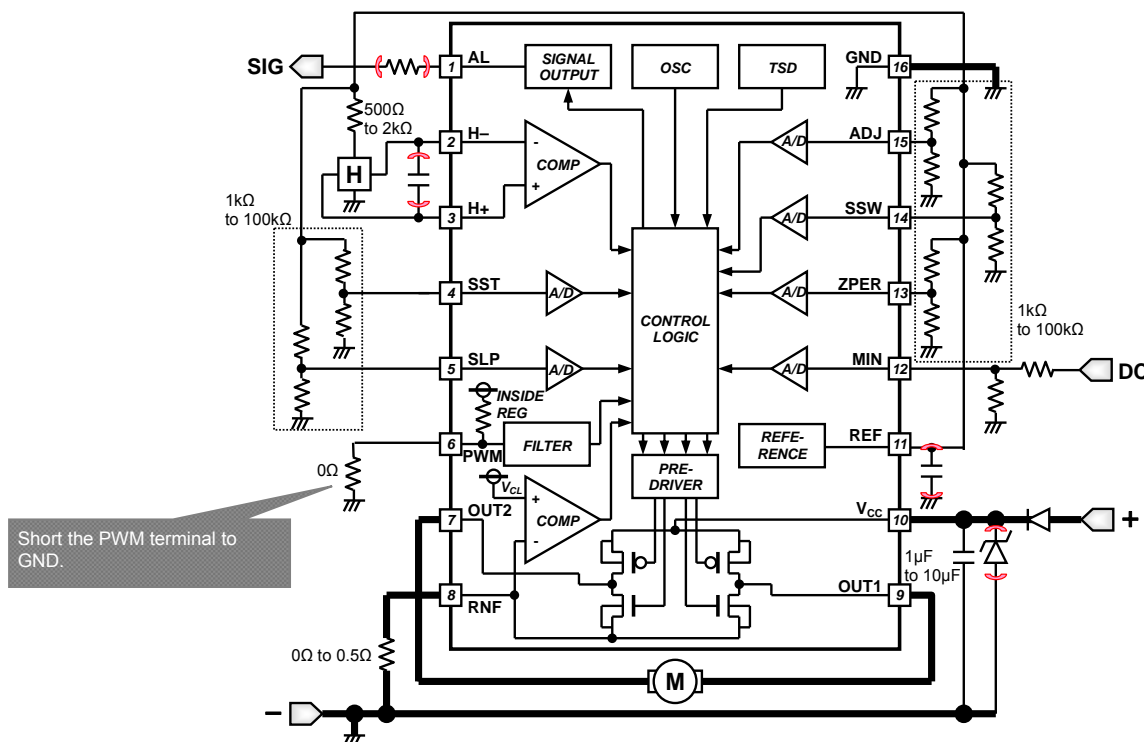 SIG
AL
1
SIGNAL
OUTPUT
OSC
TSD
GND
16
500Ω
to 2kΩ
H–
2
-
COMP
+
H
H+
3
A/D
ADJ
15
1kΩ
to 100kΩ
A/D
SSW
14
SST
4
A/D
CONTROL
LOGIC
A/D
ZPER
13
1kΩ
to 100kΩ
SLP
5
A/D
A/D
MIN
12
DC
INSIDE
REG
6
PWM
FILTER
REFE-
RENCE
REF
11
0Ω
VCL
PRE-
DRIVER
Short the PWM terminal to
GND.
OUT2
7
+
COMP
-
VCC
10
+
1µF
to 10µF
8
RNF
OUT1
9
0Ω to 0.5Ω
M
–